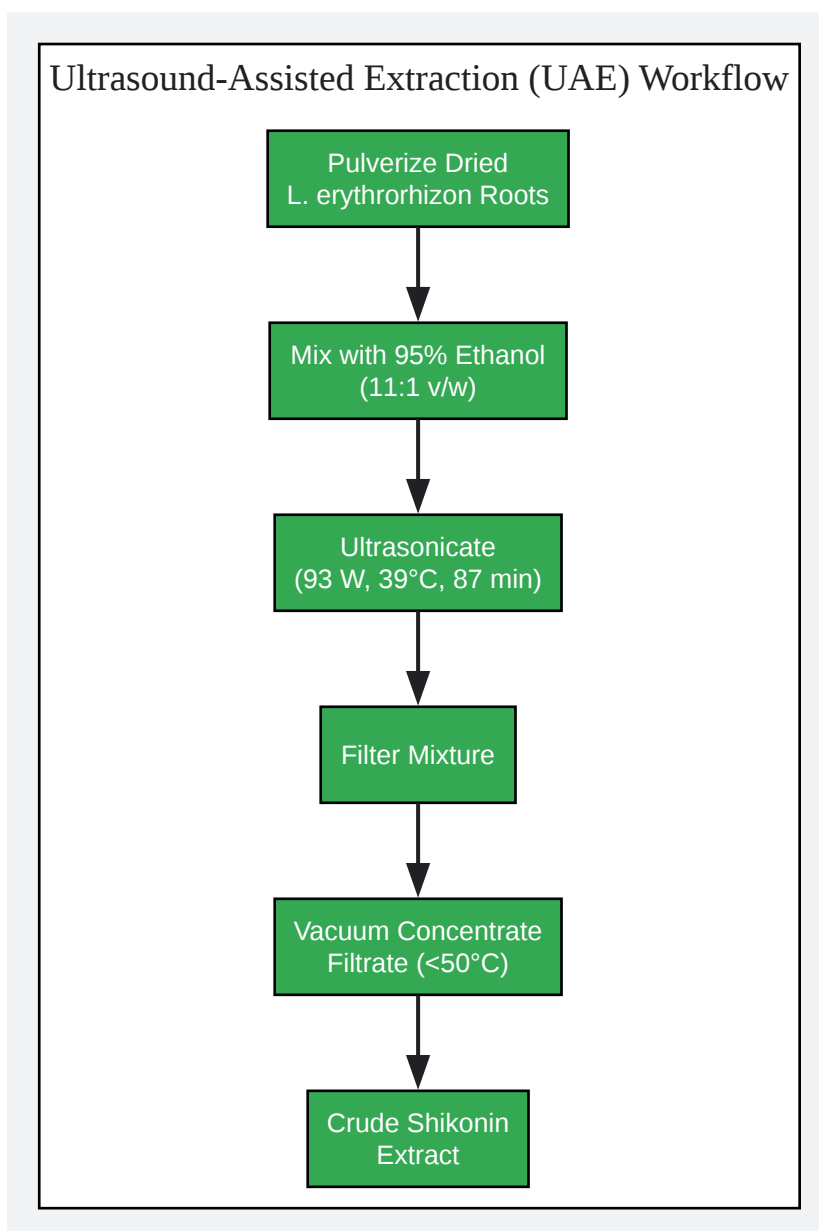 Ultrasound-Assisted Extraction (UAE) Workflow
Pulverize Dried
L. erythrorhizon Roots
Mix with 95% Ethanol
(11:1 v/w)
Ultrasonicate
(93 W, 39°C, 87 min)
Filter Mixture
Vacuum Concentrate
Filtrate (<50°C)
Crude Shikonin
Extract